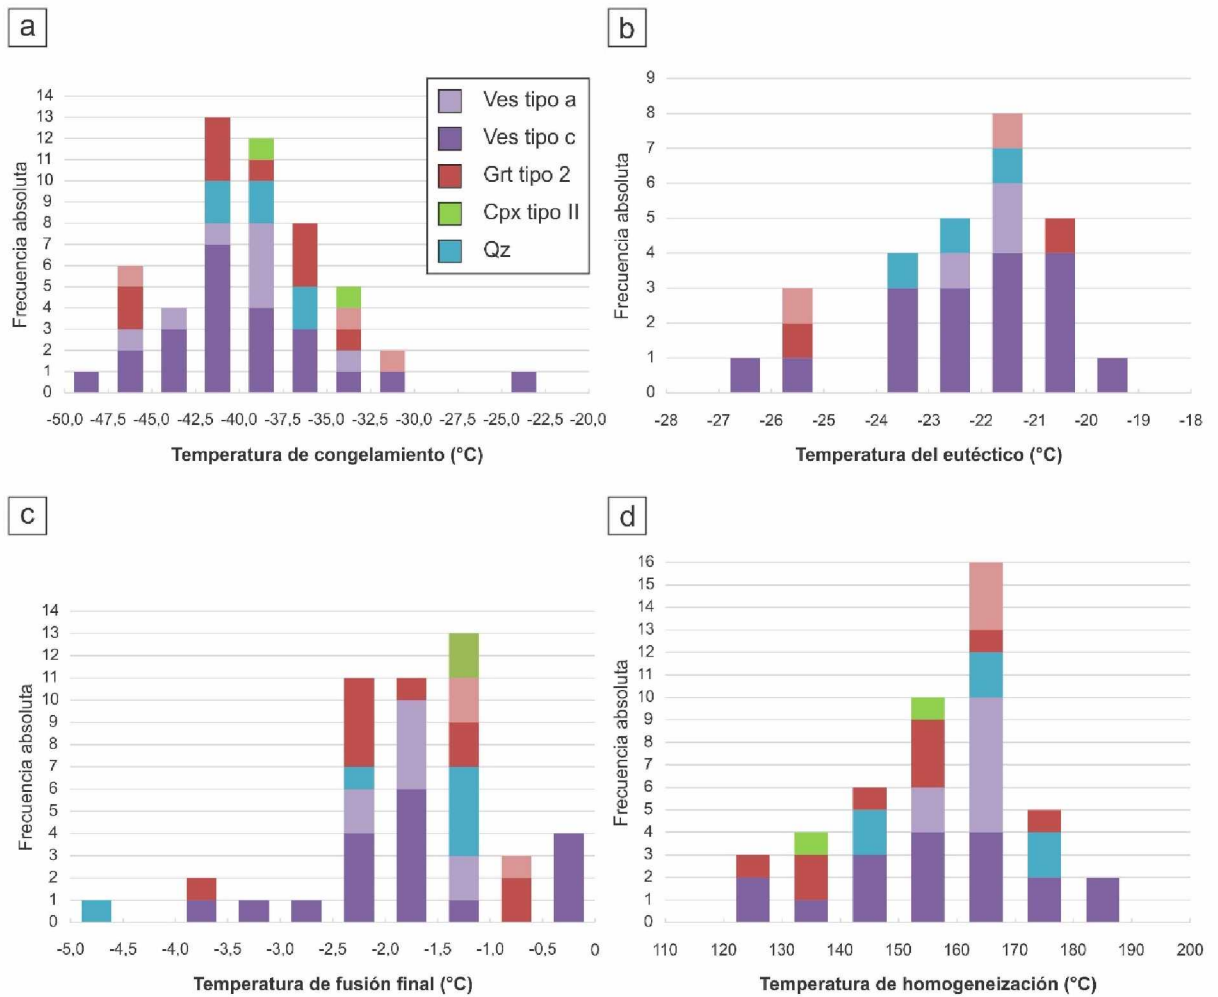 a
14
13
12
11
10
9
8
7
6
5
4
3
2
1
0
Frecuencia absoluta
-50,0 -47,5 -45,0 -42,5 -40,0 -37,5 -35,0 -32,5 -30,0 -27,5 -25,0 -22,5 -20,0
Temperatura de congelamiento (°C)
Ves tipo a
Ves tipo c
Grt tipo 2
Cpx tipo II
Qz
b
9
8
7
6
5
4
3
2
1
0
Frecuencia absoluta
-28 -27 -26 -25 -24 -23 -22 -21 -20 -19 -18
Temperatura del eutéctico (°C)
c
14
13
12
11
10
9
8
7
6
5
4
3
2
1
0
Frecuencia absoluta
-5,0 -4,5 -4,0 -3,5 -3,0 -2,5 -2,0 -1,5 -1,0 -0,5 0
Temperatura de fusión final (°C)
d
16
15
14
13
12
11
10
9
8
7
6
5
4
3
2
1
0
Frecuencia absoluta
110 120 130 140 150 160 170 180 190 200
Temperatura de homogeneización (°C)